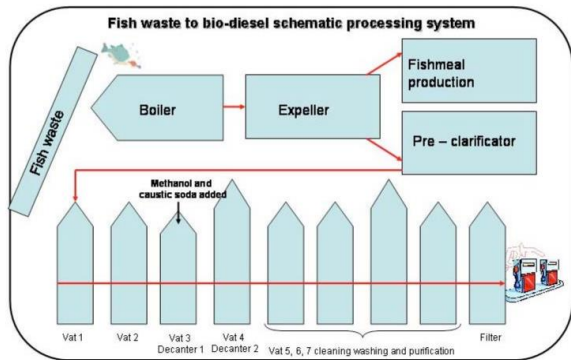 Fish waste to bio-diesel schematic processing system
Fish waste
Boiler
Expeller
Fishmeal
production
Pre – clarificator
Methanol and
caustic soda added
Vat 1
Vat 2
Vat 3
Decanter 1
Vat 4
Decanter 2
Vat 5, 6, 7 cleaning washing and purification
Filter